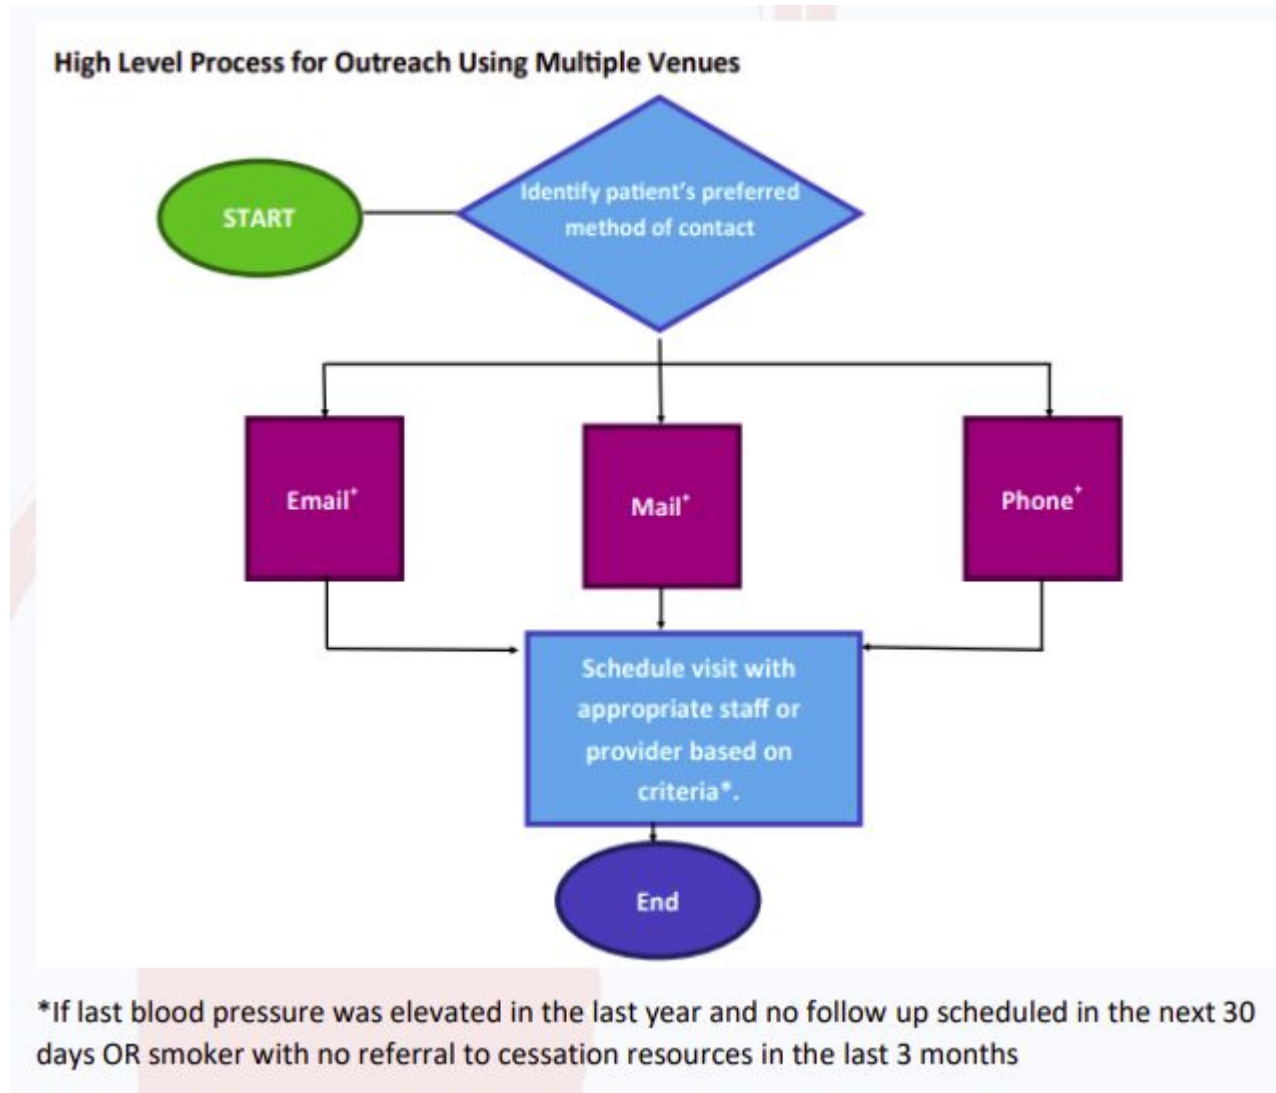 High Level Process for Outreach Using Multiple Venues
START
Identify patient's preferred
method of contact
Email⁺
Mail⁺
Phone⁺
Schedule visit with
appropriate staff or
provider based on
criteria*.
End
*If last blood pressure was elevated in the last year and no follow up scheduled in the next 30
days OR smoker with no referral to cessation resources in the last 3 months